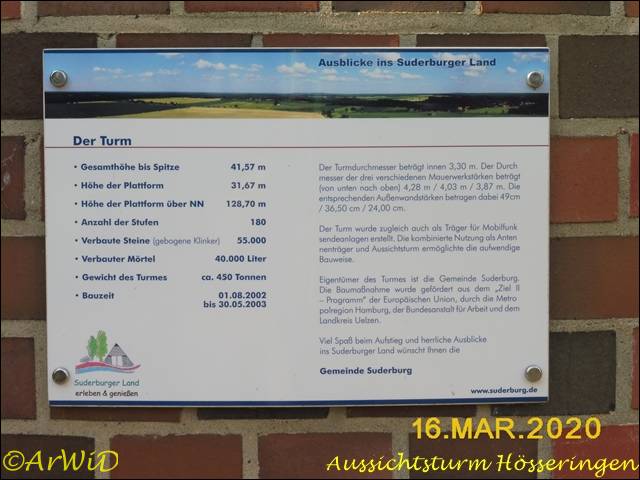 Ausblicke ins Suderburger Land
Der Turm
• Gesamthöhe bis Spitze 41,57 m
• Höhe der Plattform 31,67 m
• Höhe der Plattform über NN 128,70 m
• Anzahl der Stufen 180
• Verbaute Steine (gebogene Klinker) 55.000
• Verbauter Mörtel 40.000 Liter
• Gewicht des Turmes ca. 450 Tonnen
• Bauzeit 01.08.2002
bis 30.05.2003
Suderburger Land
erleben & genießen
Der Turmdurchmesser beträgt innen 3,30 m. Der Durch
messer der drei verschiedenen Mauerwerkstärken beträgt
(von unten nach oben) 4,28 m / 4,03 m / 3,87 m. Die
entsprechenden Außenwandstärken betragen dabei 49cm
/ 36,50 cm / 24,00 cm.
Der Turm wurde zugleich auch als Träger für Mobilfunk
sendeanlagen erstellt. Die kombinierte Nutzung als Anten
nenträger und Aussichtsturm ermöglichte die aufwendige
Bauweise.
Eigentümer des Turmes ist die Gemeinde Suderburg.
Die Baumaßnahme wurde gefördert aus dem „Ziel II
– Programm" der Europäischen Union, durch die Metro
polregion Hamburg, der Bundesanstalt für Arbeit und dem
Landkreis Uelzen.
Viel Spaß beim Aufstieg und herrliche Ausblicke
ins Suderburger Land wünscht Ihnen die
Gemeinde Suderburg
www.suderburg.de
16.MAR.2020
©ArWiD
Aussichtsturm Hösseringen